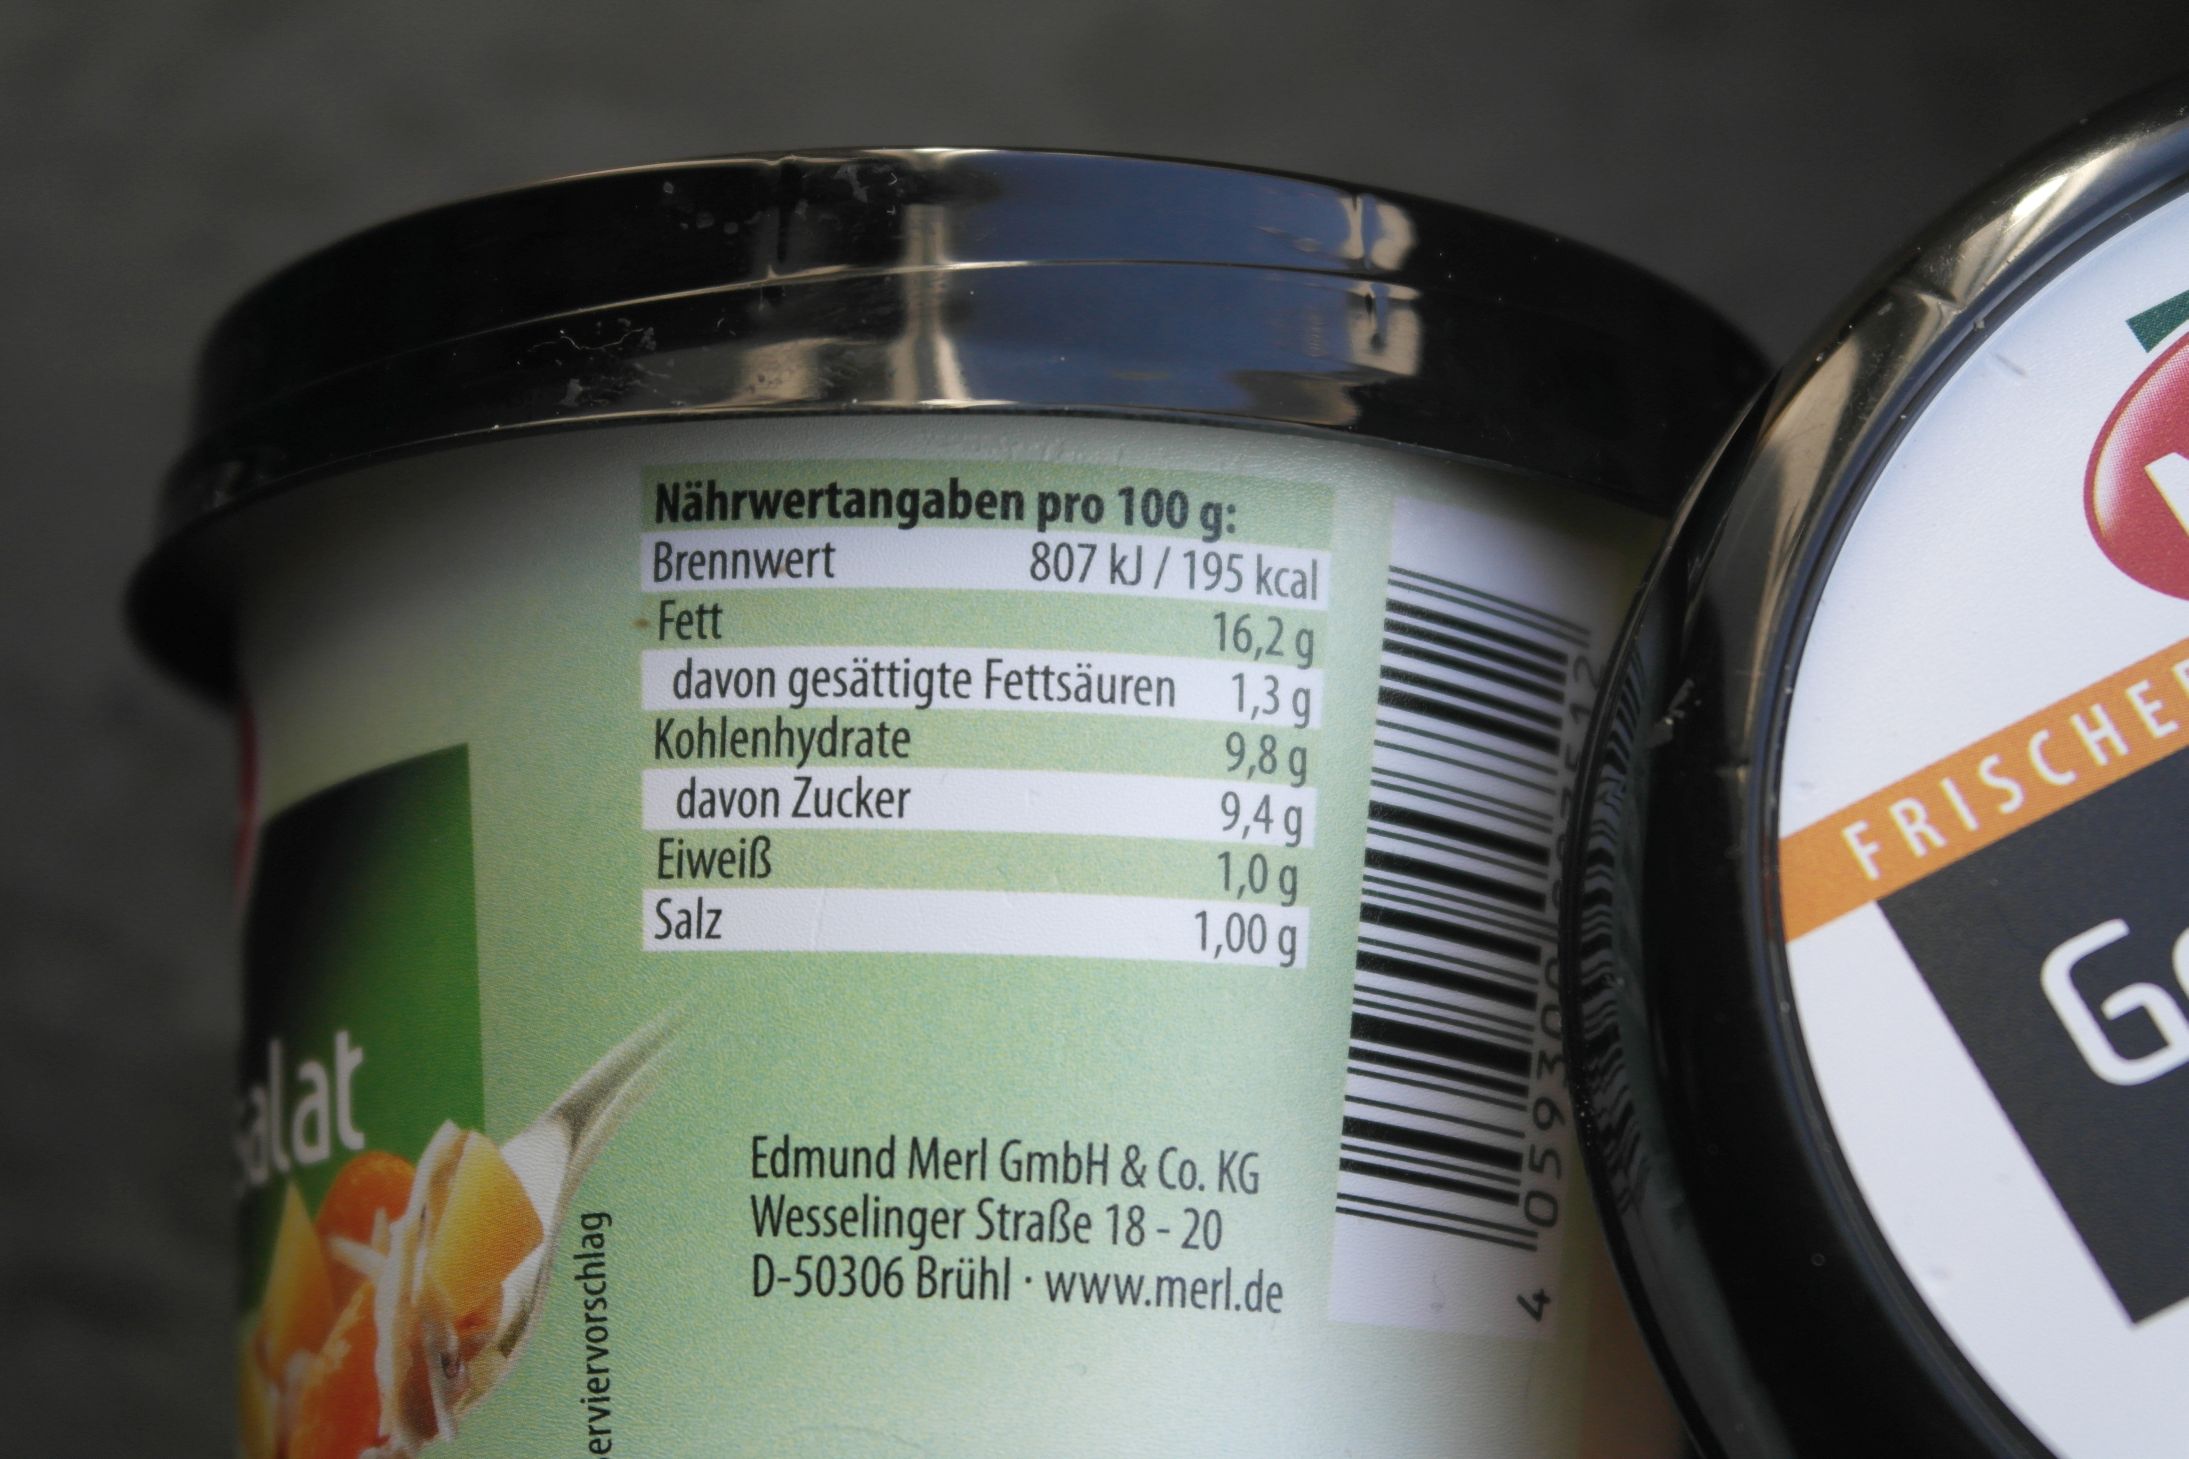 Nährwertangaben pro 100 g:
Brennwert 807 kJ / 195 kcal
Fett 16,2 g
davon gesättigte Fettsäuren 1,3 g
Kohlenhydrate 9,8 g
davon Zucker 9,4 g
Eiweiß 1,0 g
Salz 1,00 g
alat
Edmund Merl GmbH & Co. KG
Wesselinger Straße 18 - 20
D-50306 Brühl · www.merl.de
erviervorschlag
FRISCHE
G